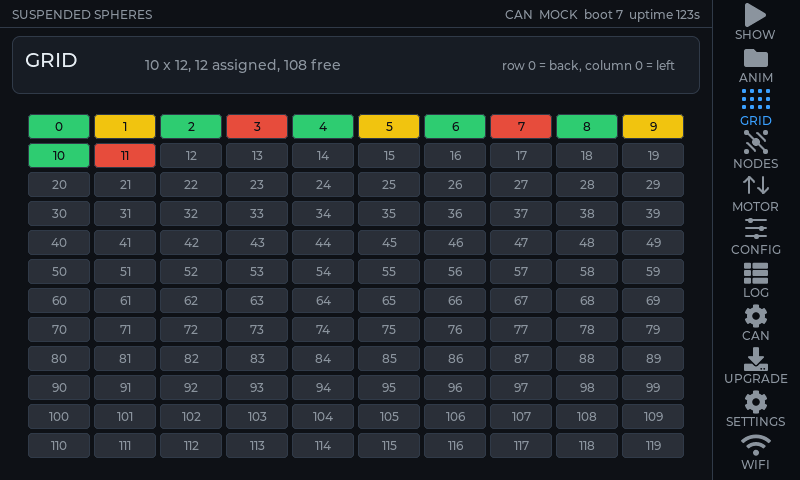 SUSPENDED SPHERES
CAN MOCK boot 7 uptime 123s
GRID
10 x 12, 12 assigned, 108 free
row 0 = back, column 0 = left
0 1 2 3 4 5 6 7 8 9
10 11 12 13 14 15 16 17 18 19
20 21 22 23 24 25 26 27 28 29
30 31 32 33 34 35 36 37 38 39
40 41 42 43 44 45 46 47 48 49
50 51 52 53 54 55 56 57 58 59
60 61 62 63 64 65 66 67 68 69
70 71 72 73 74 75 76 77 78 79
80 81 82 83 84 85 86 87 88 89
90 91 92 93 94 95 96 97 98 99
100 101 102 103 104 105 106 107 108 109
110 111 112 113 114 115 116 117 118 119
SHOW
ANIM
GRID
NODES
MOTOR
CONFIG
LOG
CAN
UPGRADE
SETTINGS
WIFI